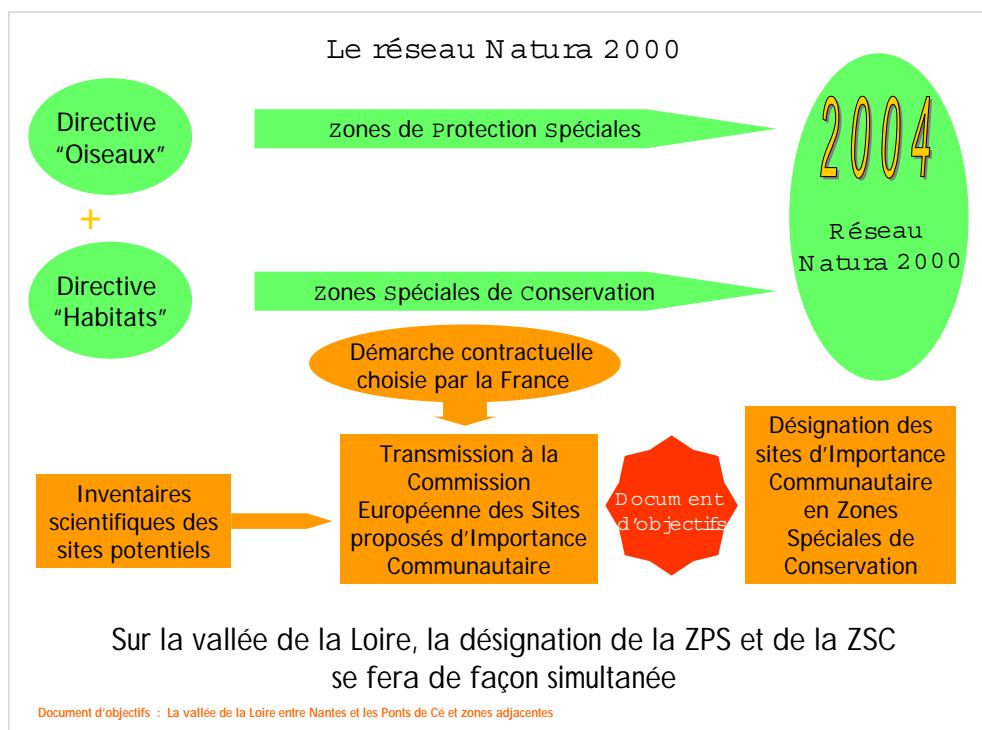 Le réseau Natura 2000
Directive
"Oiseaux"
Zones de Protection Spéciales
2004
+
Réseau
Natura 2000
Directive
"Habitats"
Zones Spéciales de Conservation
Démarche contractuelle
choisie par la France
Inventaires
scientifiques des
sites potentiels
Transmission à la
Commission
Européenne des Sites
proposés d'Importance
Communautaire
Document
d'objectifs
Désignation des
sites d'Importance
Communautaire
en Zones
Spéciales de
Conservation
Sur la vallée de la Loire, la désignation de la ZPS et de la ZSC
se fera de façon simultanée
Document d'objectifs : La vallée de la Loire entre Nantes et les Ponts de Cé et zones adjacentes